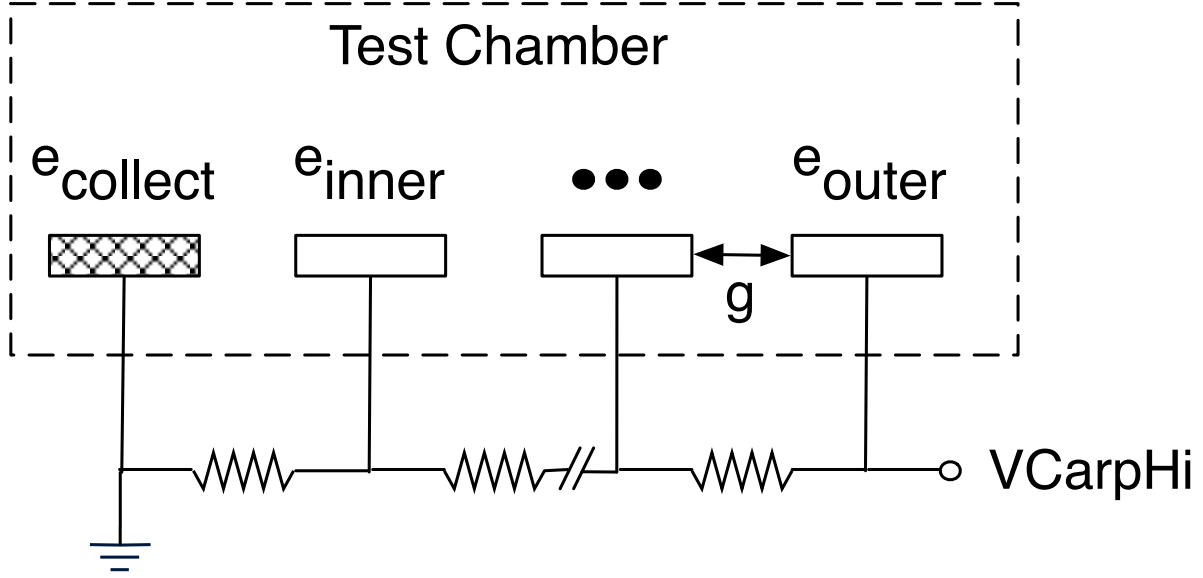 Test Chamber
e collect
e inner
•••
e outer
g
VCarpHi